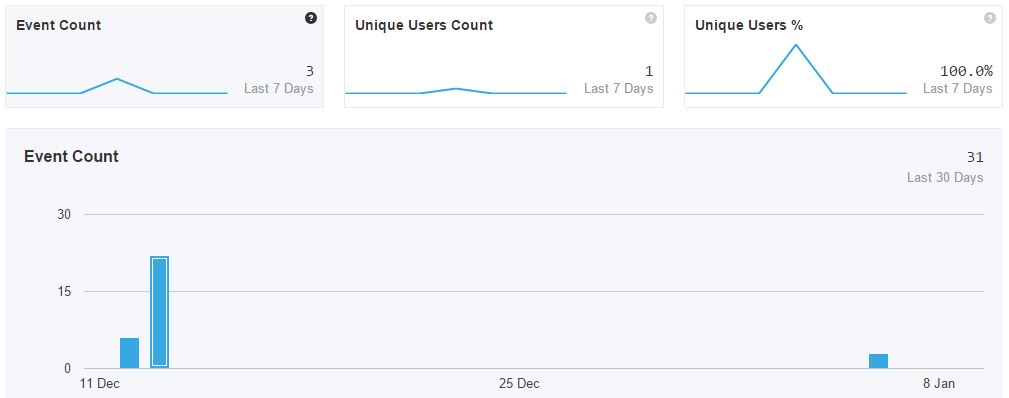 Event Count ?
3
Last 7 Days
Unique Users Count ?
1
Last 7 Days
Unique Users % ?
100.0%
Last 7 Days
Event Count
31
Last 30 Days
30
15
0
11 Dec 25 Dec 8 Jan